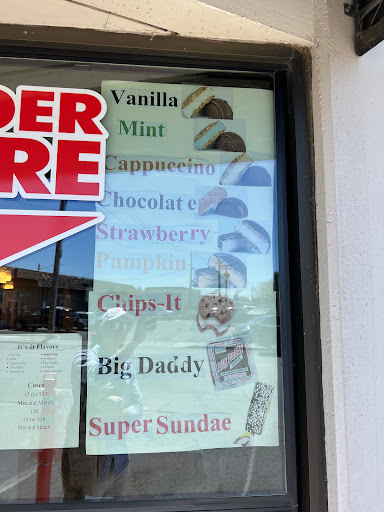 DER
RE
Vanilla
Mint
Cappuccino
Chocolate
Strawberry
Pumpkin
Chips-It
Big Daddy
Super Sundae
It's-It Flavors
Cases
Mix and Match
OR
Mix and Match